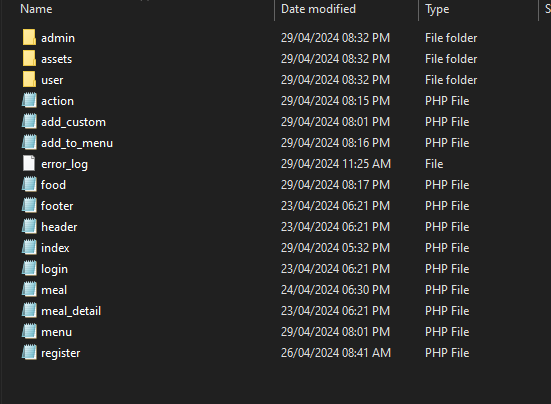 Name Date modified Type S
admin 29/04/2024 08:32 PM File folder
assets 29/04/2024 08:32 PM File folder
user 29/04/2024 08:32 PM File folder
action 29/04/2024 08:15 PM PHP File
add_custom 29/04/2024 08:01 PM PHP File
add_to_menu 29/04/2024 08:16 PM PHP File
error_log 29/04/2024 11:25 AM File
food 29/04/2024 08:17 PM PHP File
footer 23/04/2024 06:21 PM PHP File
header 23/04/2024 06:21 PM PHP File
index 29/04/2024 05:32 PM PHP File
login 23/04/2024 06:21 PM PHP File
meal 24/04/2024 06:30 PM PHP File
meal_detail 23/04/2024 06:21 PM PHP File
menu 29/04/2024 08:01 PM PHP File
register 26/04/2024 08:41 AM PHP File